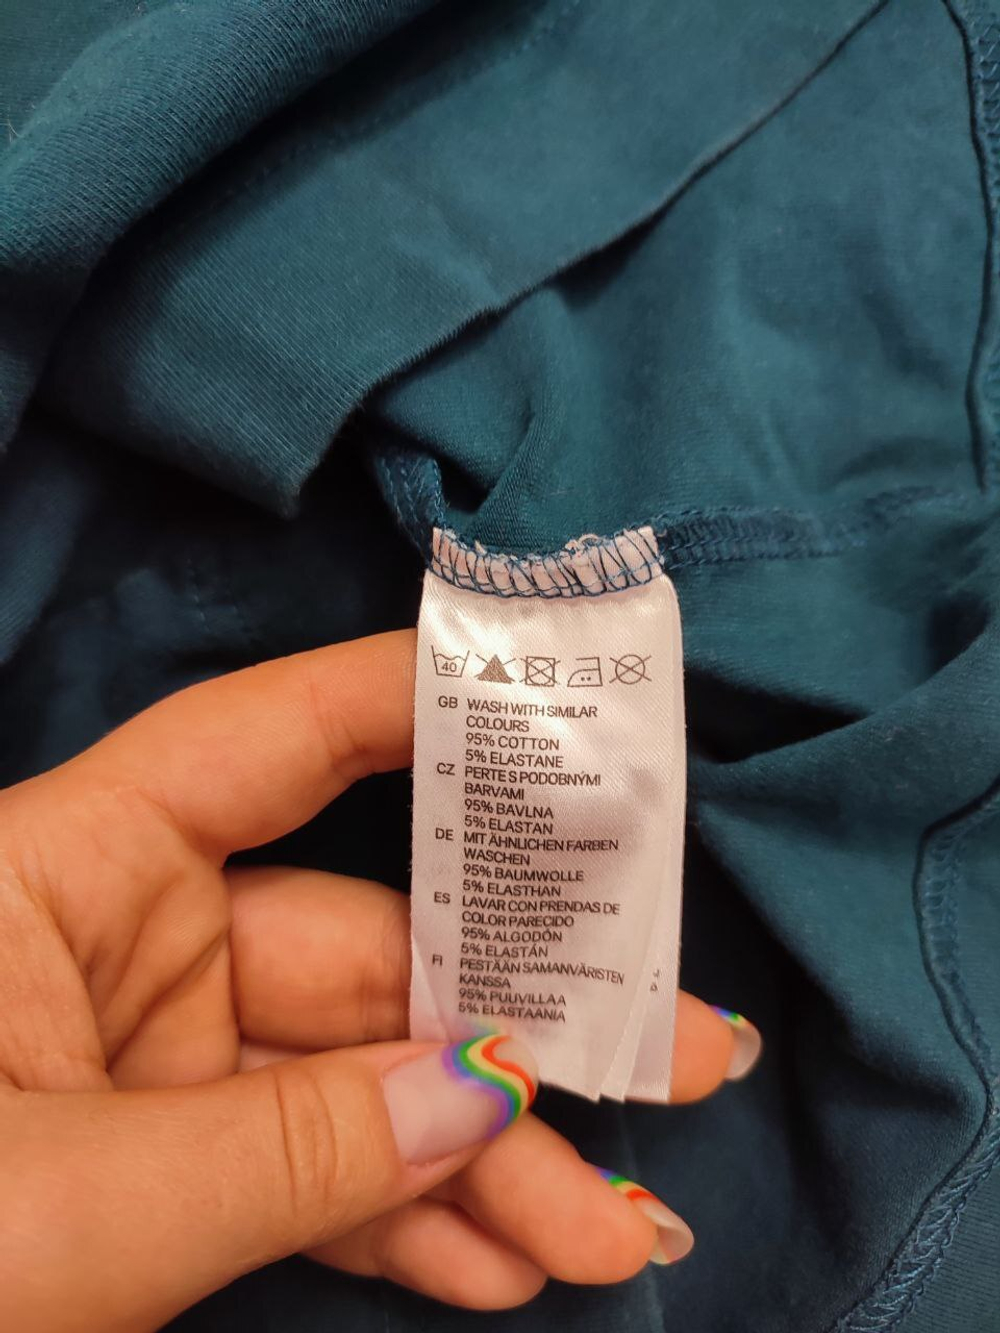 40
GB WASH WITH SIMILAR
COLOURS
95% COTTON
5% ELASTANE
CZ PERTE S PODOBNÝMI
BARVAMI
95% BAVLNA
5% ELASTAN
DE MIT ÄHNLICHEN FARBEN
WASCHEN
95% BAUMWOLLE
5% ELASTHAN
ES LAVAR CON PRENDAS DE
COLOR PARECIDO
95% ALGODÓN
5% ELASTÁN
FI PESTÄÄN SAMANVÄRISTEN
KANSSA
95% PUUVILLAA
5% ELASTAANIA